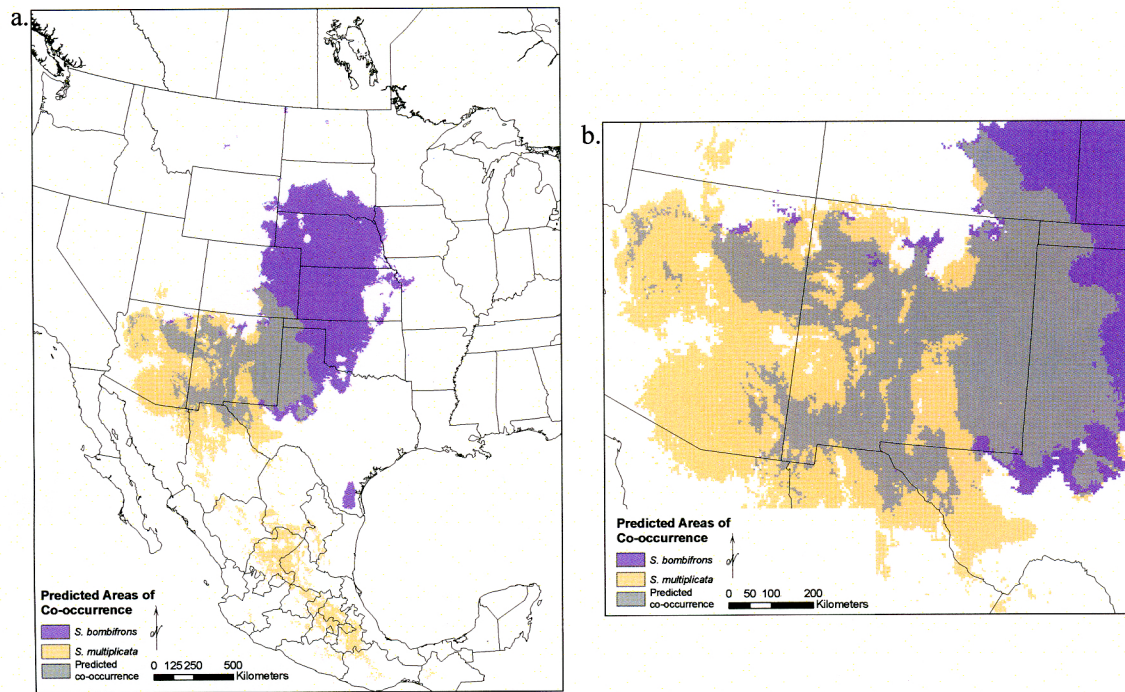 a.
Predicted Areas of
Co-occurrence
S. bombifrons
S. multiplicata
Predicted
co-occurrence
N
0 125 250 500
Kilometers
b.
Predicted Areas of
Co-occurrence
S. bombifrons
S. multiplicata
Predicted
co-occurrence
N
0 50 100 200
Kilometers